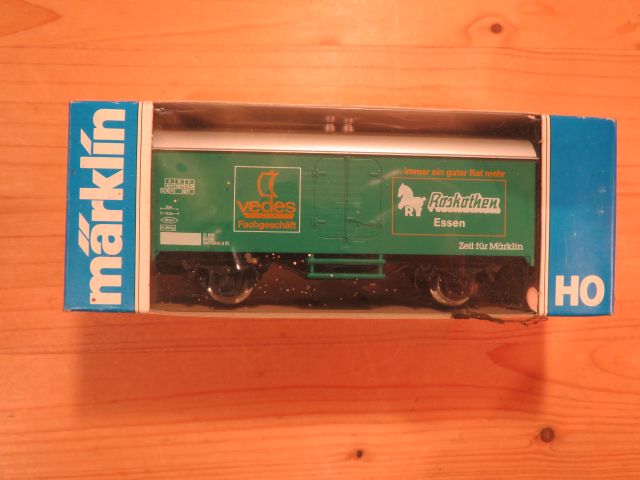 märklin
vedes
Fachgeschäft
Immer ein guter Rat mehr
RT
Roskothen
Essen
Zeit für Märklin
HO